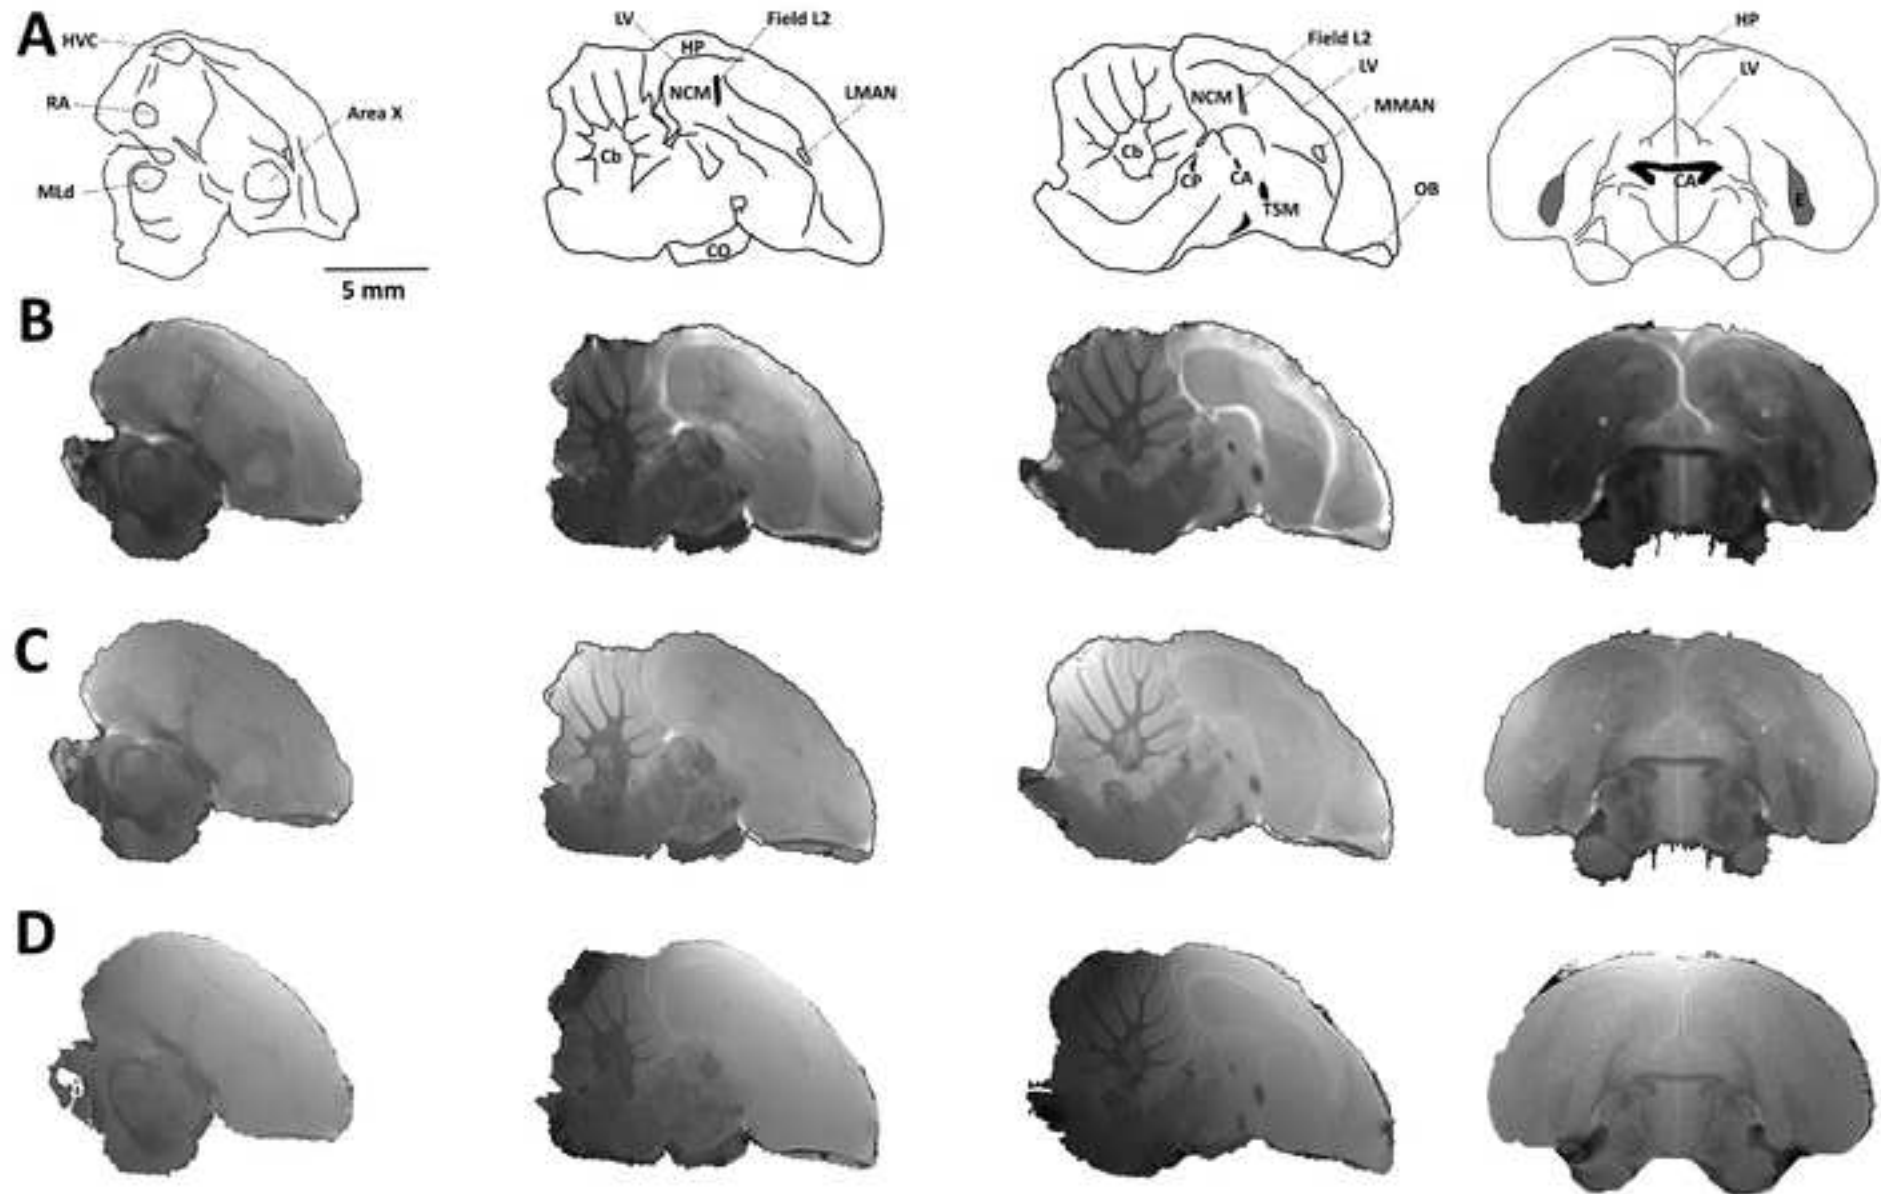 A
HVC
RA
MLd
Area X
5 mm
LV
Field L2
HP
NCM
LMAN
Cb
CO
Field L2
LV
NCM
MMAN
Cb
CP
CA
TSM
OB
HP
LV
CA
E
B
C
D